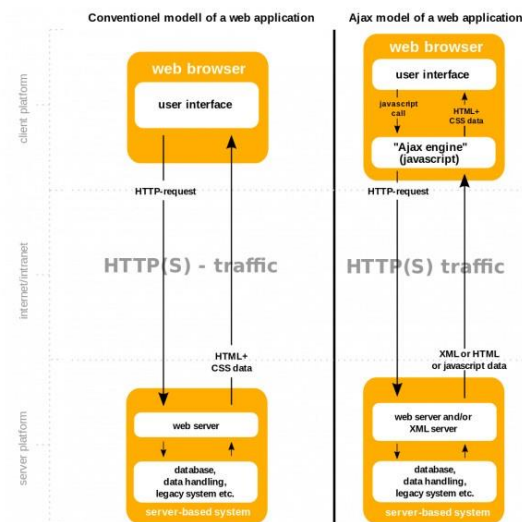 Conventionel modell of a web application
web browser
user interface
HTTP-request
HTTP(S) - traffic
HTML+
CSS data
web server
database,
data handling,
legacy system etc.
server-based system
Ajax model of a web application
web browser
user interface
javascript
call
HTML+
CSS data
"Ajax engine"
(javascript)
HTTP-request
HTTP(S) traffic
XML or HTML
or javascript data
web server and/or
XML server
database,
data handling,
legacy system etc.
server-based system
client platform
internet/intranet
server platform